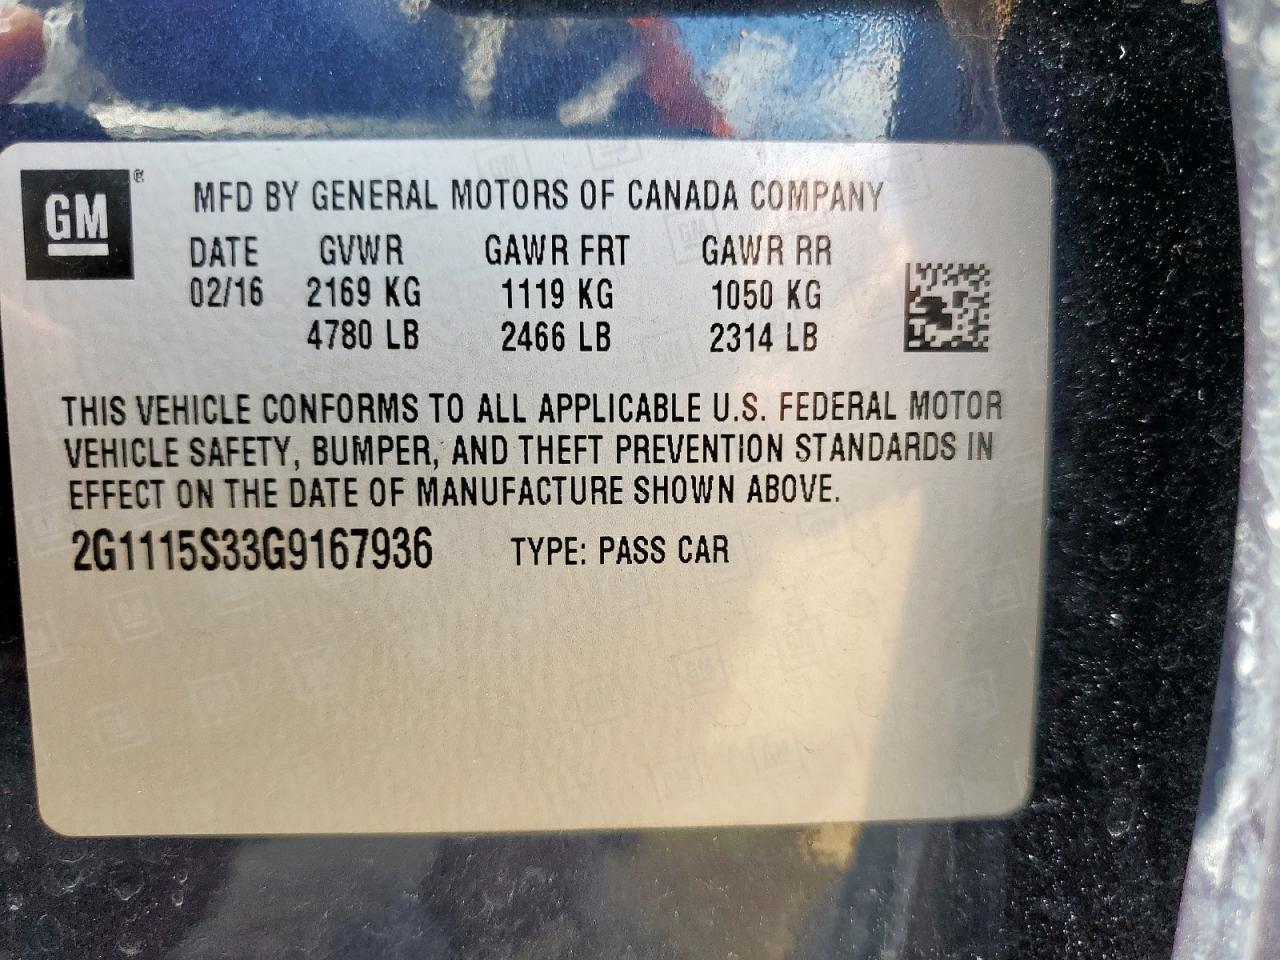 GM ® MFD BY GENERAL MOTORS OF CANADA COMPANY
DATE GVWR GAWR FRT GAWR RR
02/16 2169 KG 1119 KG 1050 KG
4780 LB 2466 LB 2314 LB
THIS VEHICLE CONFORMS TO ALL APPLICABLE U.S. FEDERAL MOTOR
VEHICLE SAFETY, BUMPER, AND THEFT PREVENTION STANDARDS IN
EFFECT ON THE DATE OF MANUFACTURE SHOWN ABOVE.
2G1115S33G9167936 TYPE: PASS CAR